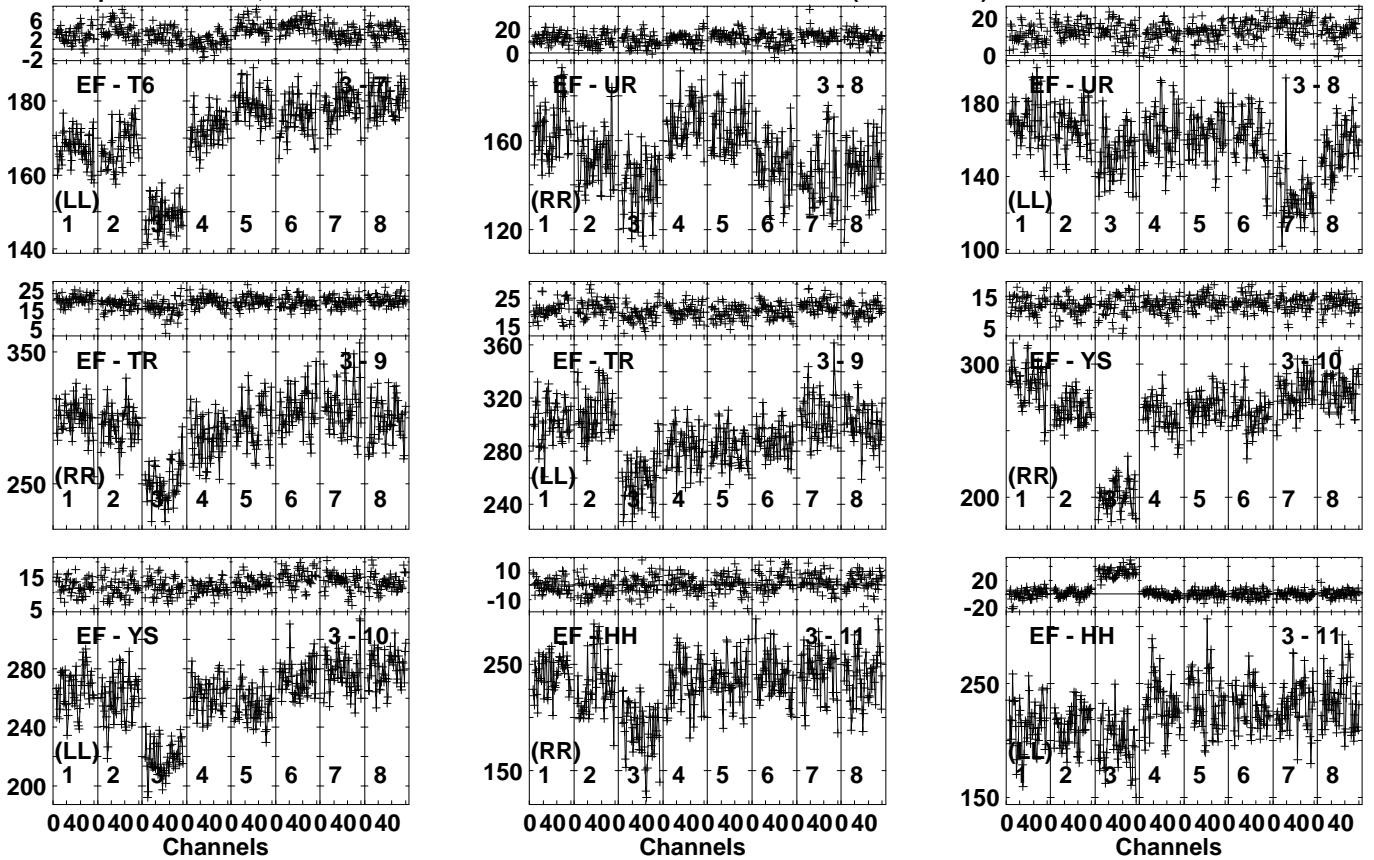 6 2 -2
EF - T6 3 - 7
180 160 140
(LL)
1 2 3 4 5 6 7 8
20 0
EF - UR 3 - 8
160 120
(RR)
1 2 3 4 5 6 7 8
20 0
EF - UR 3 - 8
180 140 100
(LL)
1 2 3 4 5 6 7 8
25 15 5
EF - TR 3 - 9
350 250
(RR)
1 2 3 4 5 6 7 8
25 15
EF - TR 3 - 9
360 320 280 240
(LL)
1 2 3 4 5 6 7 8
15 5
EF - YS 3 - 10
300 200
(RR)
1 2 3 4 5 6 7 8
15 5
EF - YS 3 - 10
280 240 200
(LL)
1 2 3 4 5 6 7 8
0 40 0 40 0 40 0 40 0 40 0 40 0 40 0 40
Channels
10 -10
EF - HH 3 - 11
250 150
(RR)
1 2 3 4 5 6 7 8
0 40 0 40 0 40 0 40 0 40 0 40 0 40 0 40
Channels
20 -20
EF - HH 3 - 11
250 150
(LL)
1 2 3 4 5 6 7 8
0 40 0 40 0 40 0 40 0 40 0 40 0 40 0 40
Channels